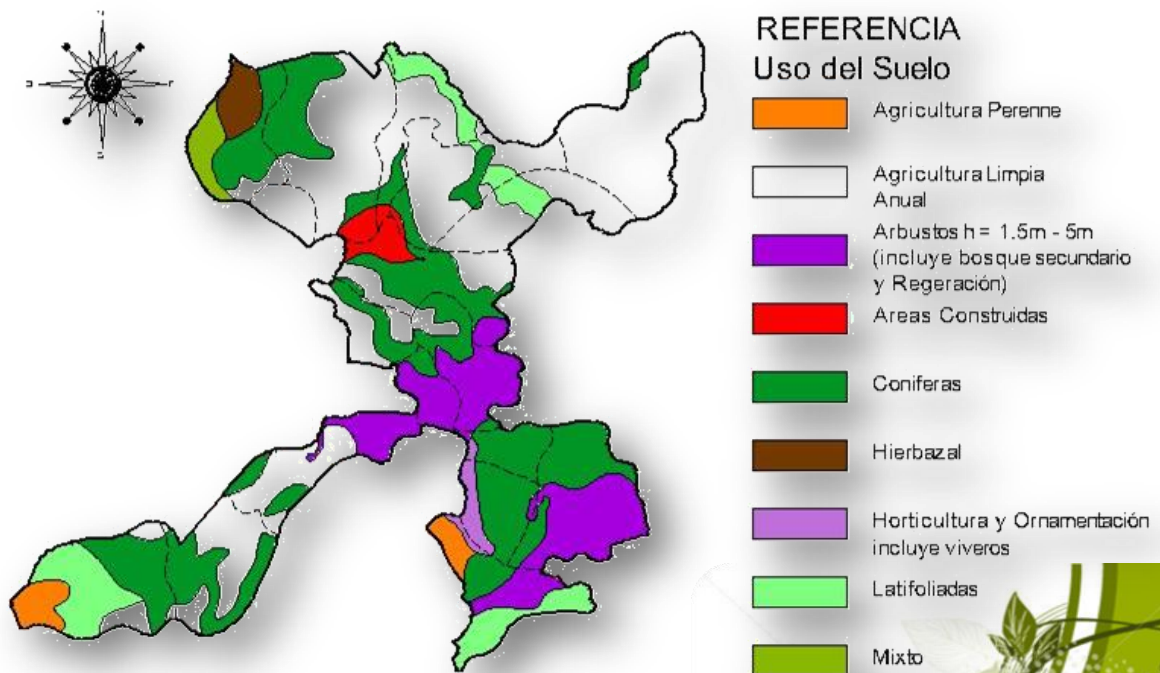 REFERENCIA
Uso del Suelo
Agricultura Perenne
Agricultura Limpia
Anual
Arbustos h = 1.5m - 5m
(incluye bosque secundario
y Regeración)
Areas Construidas
Coniferas
Hierbazal
Horticultura y Ornamentación
incluye viveros
Latifoliadas
Mixto